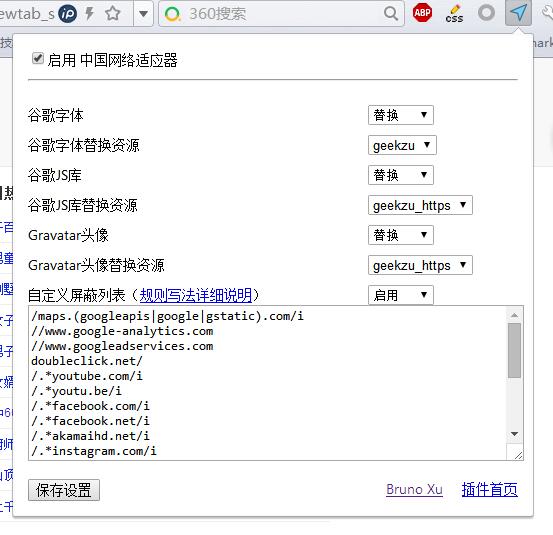 ewtab_s
360搜索
ABP
css
启用 中国网络适应器
谷歌字体 替换
谷歌字体替换资源 geekzu
谷歌JS库 替换
谷歌JS库替换资源 geekzu_https
Gravatar头像 替换
Gravatar头像替换资源 geekzu_https
自定义屏蔽列表（规则写法详细说明） 启用
/maps.(googleapis|google|gstatic).com/i
//www.google-analytics.com
//www.googleadservices.com
doubleclick.net/
/.*youtube.com/i
/.*youtu.be/i
/.*facebook.com/i
/.*facebook.net/i
/.*akamaihd.net/i
/.*instagram.com/i
保存设置 Bruno Xu 插件首页